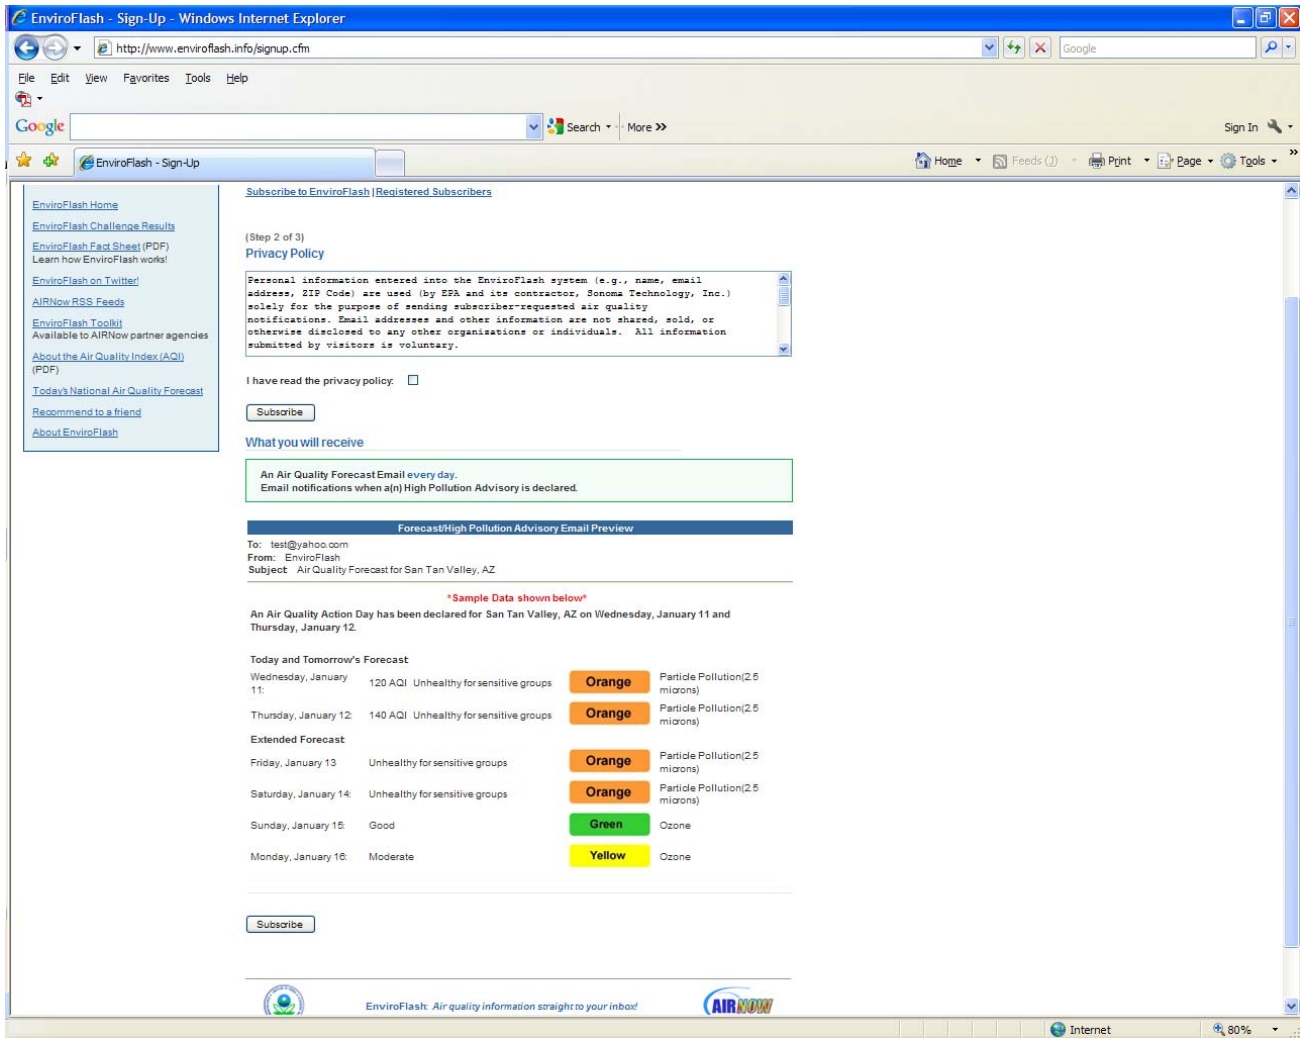 EnviroFlash - Sign-Up - Windows Internet Explorer
http://www.enviroflash.info/signup.cfm
Google
File Edit View Favorites Tools Help
Google
Search
More >>
Sign In
EnviroFlash - Sign-Up
Home
Feeds (J)
Print
Page
Tools
EnviroFlash Home
EnviroFlash Challenge Results
EnviroFlash Fact Sheet (PDF)
Learn how EnviroFlash works!
EnviroFlash on Twitter!
AIRNow RSS Feeds
EnviroFlash Toolkit
Available to AIRNow partner agencies
About the Air Quality Index (AQI)
(PDF)
Today's National Air Quality Forecast
Recommend to a friend
About EnviroFlash
Subscribe to EnviroFlash | Registered Subscribers
(Step 2 of 3)
Privacy Policy
Personal information entered into the EnviroFlash system (e.g., name, email
address, ZIP Code) are used (by EPA and its contractor, Sonoma Technology, Inc.)
solely for the purpose of sending subscriber-requested air quality
notifications. Email addresses and other information are not shared, sold, or
otherwise disclosed to any other organizations or individuals. All information
submitted by visitors is voluntary.
I have read the privacy policy:
Subscribe
What you will receive
An Air Quality Forecast Email every day.
Email notifications when a(n) High Pollution Advisory is declared.
Forecast/High Pollution Advisory Email Preview
To: test@yahoo.com
From: EnviroFlash
Subject: Air Quality Forecast for San Tan Valley, AZ
*Sample Data shown below*
An Air Quality Action Day has been declared for San Tan Valley, AZ on Wednesday, January 11 and
Thursday, January 12.
Today and Tomorrow's Forecast
Wednesday, January
11: 120 AQI Unhealthy for sensitive groups Orange Particle Pollution(2.5
microns)
Thursday, January 12: 140 AQI Unhealthy for sensitive groups Orange Particle Pollution(2.5
microns)
Extended Forecast
Friday, January 13 Unhealthy for sensitive groups Orange Particle Pollution(2.5
microns)
Saturday, January 14: Unhealthy for sensitive groups Orange Particle Pollution(2.5
microns)
Sunday, January 15: Good Green Ozone
Monday, January 16: Moderate Yellow Ozone
Subscribe
EnviroFlash: Air quality information straight to your inbox!
AIRNOW
Internet
80%